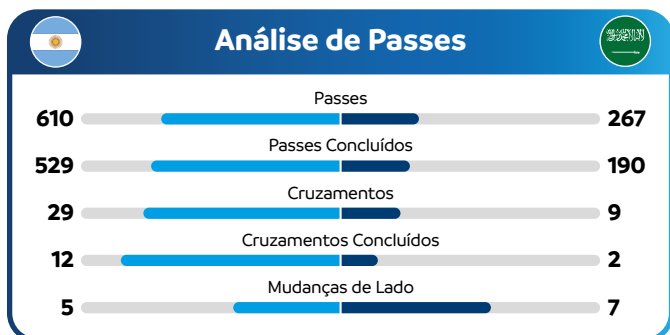 Análise de Passes
Passes
610 267
Passes Concluídos
529 190
Cruzamentos
29 9
Cruzamentos Concluídos
12 2
Mudanças de Lado
5 7